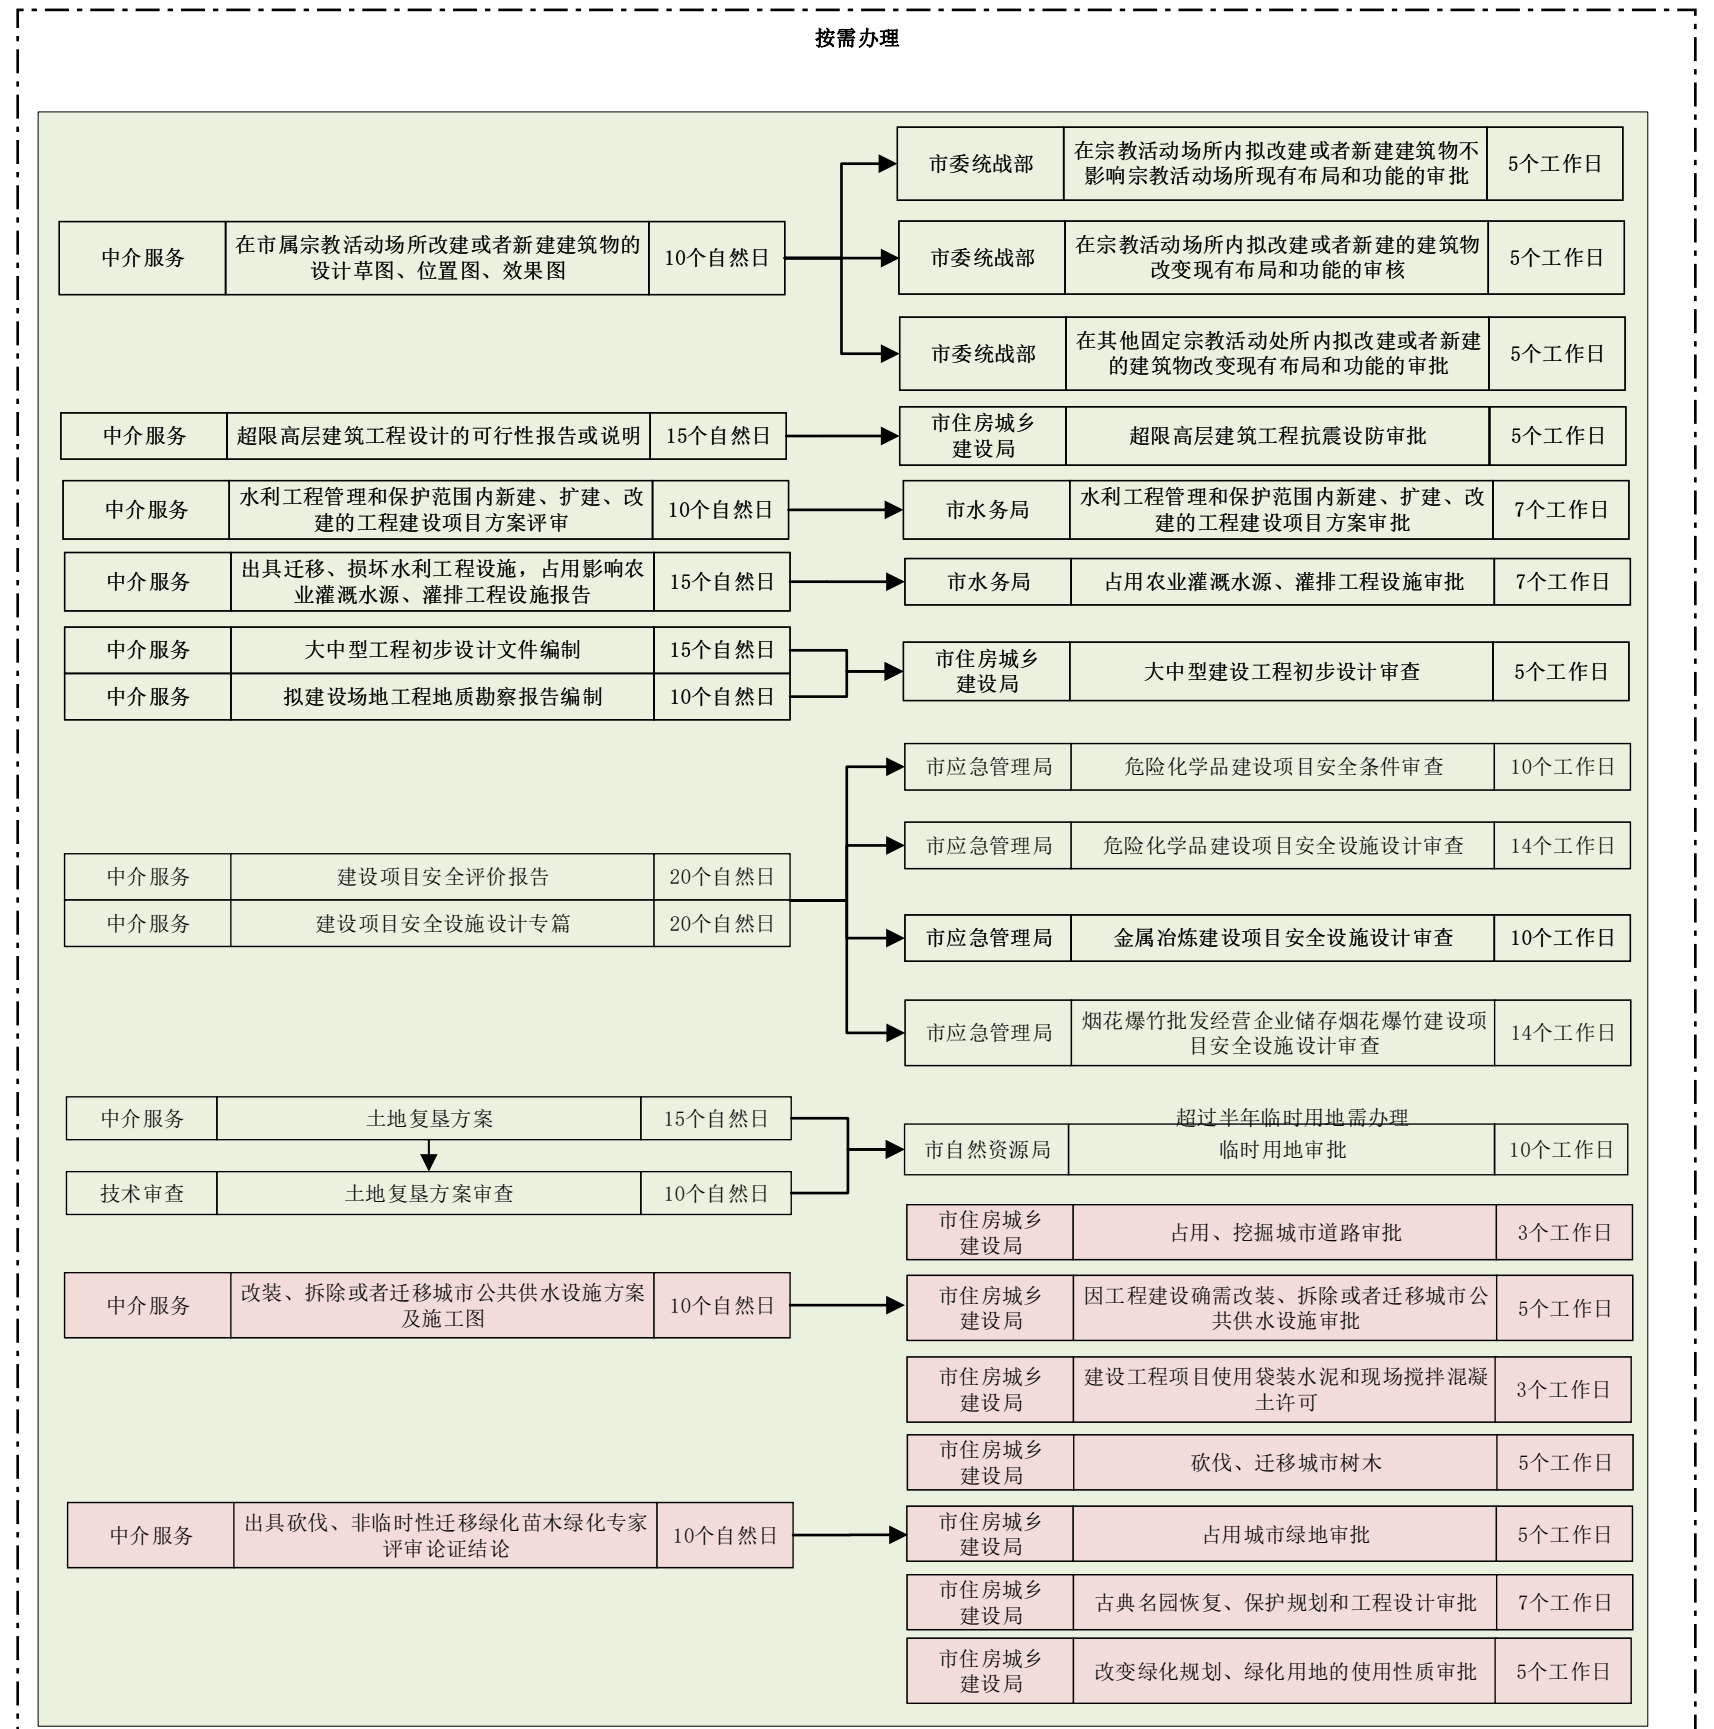 按需办理
市委统战部
在宗教活动场所内拟改建或者新建建筑物不
影响宗教活动场所现有布局和功能的审批
5个工作日
中介服务
在市属宗教活动场所改建或者新建建筑物的
设计草图、位置图、效果图
10个自然日
市委统战部
在宗教活动场所内拟改建或者新建的建筑物
改变现有布局和功能的审核
5个工作日
市委统战部
在其他固定宗教活动处所内拟改建或者新建
的建筑物改变现有布局和功能的审批
5个工作日
中介服务
超限高层建筑工程设计的可行性报告或说明
15个自然日
市住房城乡
建设局
超限高层建筑工程抗震设防审批
5个工作日
中介服务
水利工程管理和保护范围内新建、扩建、改
建的工程建设项目方案评审
10个自然日
市水务局
水利工程管理和保护范围内新建、扩建、改
建的工程建设项目方案审批
7个工作日
中介服务
出具迁移、损坏水利工程设施，占用影响农
业灌溉水源、灌排工程设施报告
15个自然日
市水务局
占用农业灌溉水源、灌排工程设施审批
7个工作日
中介服务
大中型工程初步设计文件编制
15个自然日
中介服务
拟建设场地工程地质勘察报告编制
10个自然日
市住房城乡
建设局
大中型建设工程初步设计审查
5个工作日
市应急管理局
危险化学品建设项目安全条件审查
10个工作日
市应急管理局
危险化学品建设项目安全设施设计审查
14个工作日
中介服务
建设项目安全评价报告
20个自然日
中介服务
建设项目安全设施设计专篇
20个自然日
市应急管理局
金属冶炼建设项目安全设施设计审查
10个工作日
市应急管理局
烟花爆竹批发经营企业储存烟花爆竹建设项
目安全设施设计审查
14个工作日
中介服务
土地复垦方案
15个自然日
技术审查
土地复垦方案审查
10个自然日
超过半年临时用地需办理
市自然资源局
临时用地审批
10个工作日
市住房城乡
建设局
占用、挖掘城市道路审批
3个工作日
中介服务
改装、拆除或者迁移城市公共供水设施方案
及施工图
10个自然日
市住房城乡
建设局
因工程建设确需改装、拆除或者迁移城市公
共供水设施审批
5个工作日
市住房城乡
建设局
建设工程项目使用袋装水泥和现场搅拌混凝
土许可
3个工作日
市住房城乡
建设局
砍伐、迁移城市树木
5个工作日
中介服务
出具砍伐、非临时性迁移绿化苗木绿化专家
评审论证结论
10个自然日
市住房城乡
建设局
占用城市绿地审批
5个工作日
市住房城乡
建设局
古典名园恢复、保护规划和工程设计审批
7个工作日
市住房城乡
建设局
改变绿化规划、绿化用地的使用性质审批
5个工作日